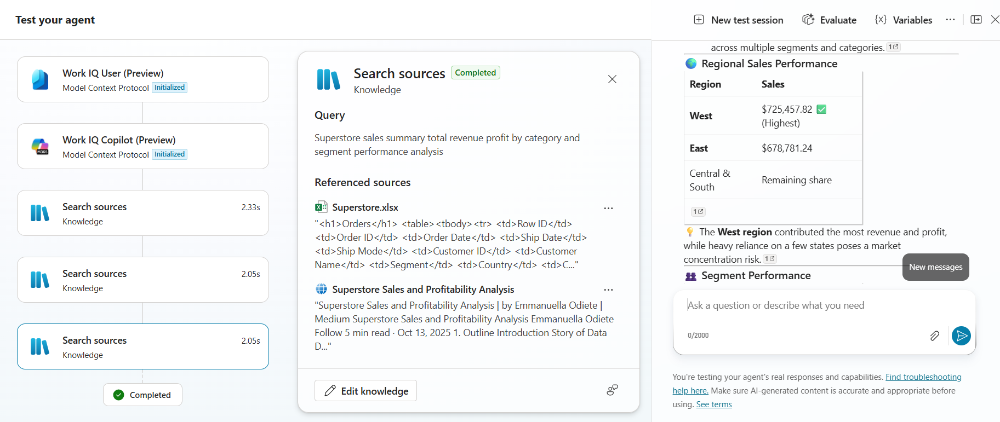 Test your agent
New test session
Evaluate
Variables
Work IQ User (Preview)
Model Context Protocol Initialized
Work IQ Copilot (Preview)
Model Context Protocol Initialized
M365
Search sources 2.33s
Knowledge
Search sources 2.05s
Knowledge
Search sources 2.05s
Knowledge
Completed
Search sources Completed
Knowledge
Query
Superstore sales summary total revenue profit by category and
segment performance analysis
Referenced sources
Superstore.xlsx
"<h1>Orders</h1> <table><tbody><tr> <td>Row ID</td>
<td>Order ID</td> <td>Order Date</td> <td>Ship Date</td>
<td>Ship Mode</td> <td>Customer ID</td> <td>Customer
Name</td> <td>Segment</td> <td>Country</td> <td>C..."
Superstore Sales and Profitability Analysis
"Superstore Sales and Profitability Analysis | by Emmanuella Odiete |
Medium Superstore Sales and Profitability Analysis Emmanuella Odiete
Follow 5 min read · Oct 13, 2025 1. Outline Introduction Story of Data
D..."
Edit knowledge
across multiple segments and categories. 1
Regional Sales Performance
Region Sales
West $725,457.82 ✅
(Highest)
East $678,781.24
Central &
South Remaining share
1
💡 The West region contributed the most revenue and profit,
while heavy reliance on a few states poses a market
concentration risk. 1
New messages
Segment Performance
Ask a question or describe what you need
0/2000
You're testing your agent's real responses and capabilities. Find troubleshooting
help here. Make sure AI-generated content is accurate and appropriate before
using. See terms